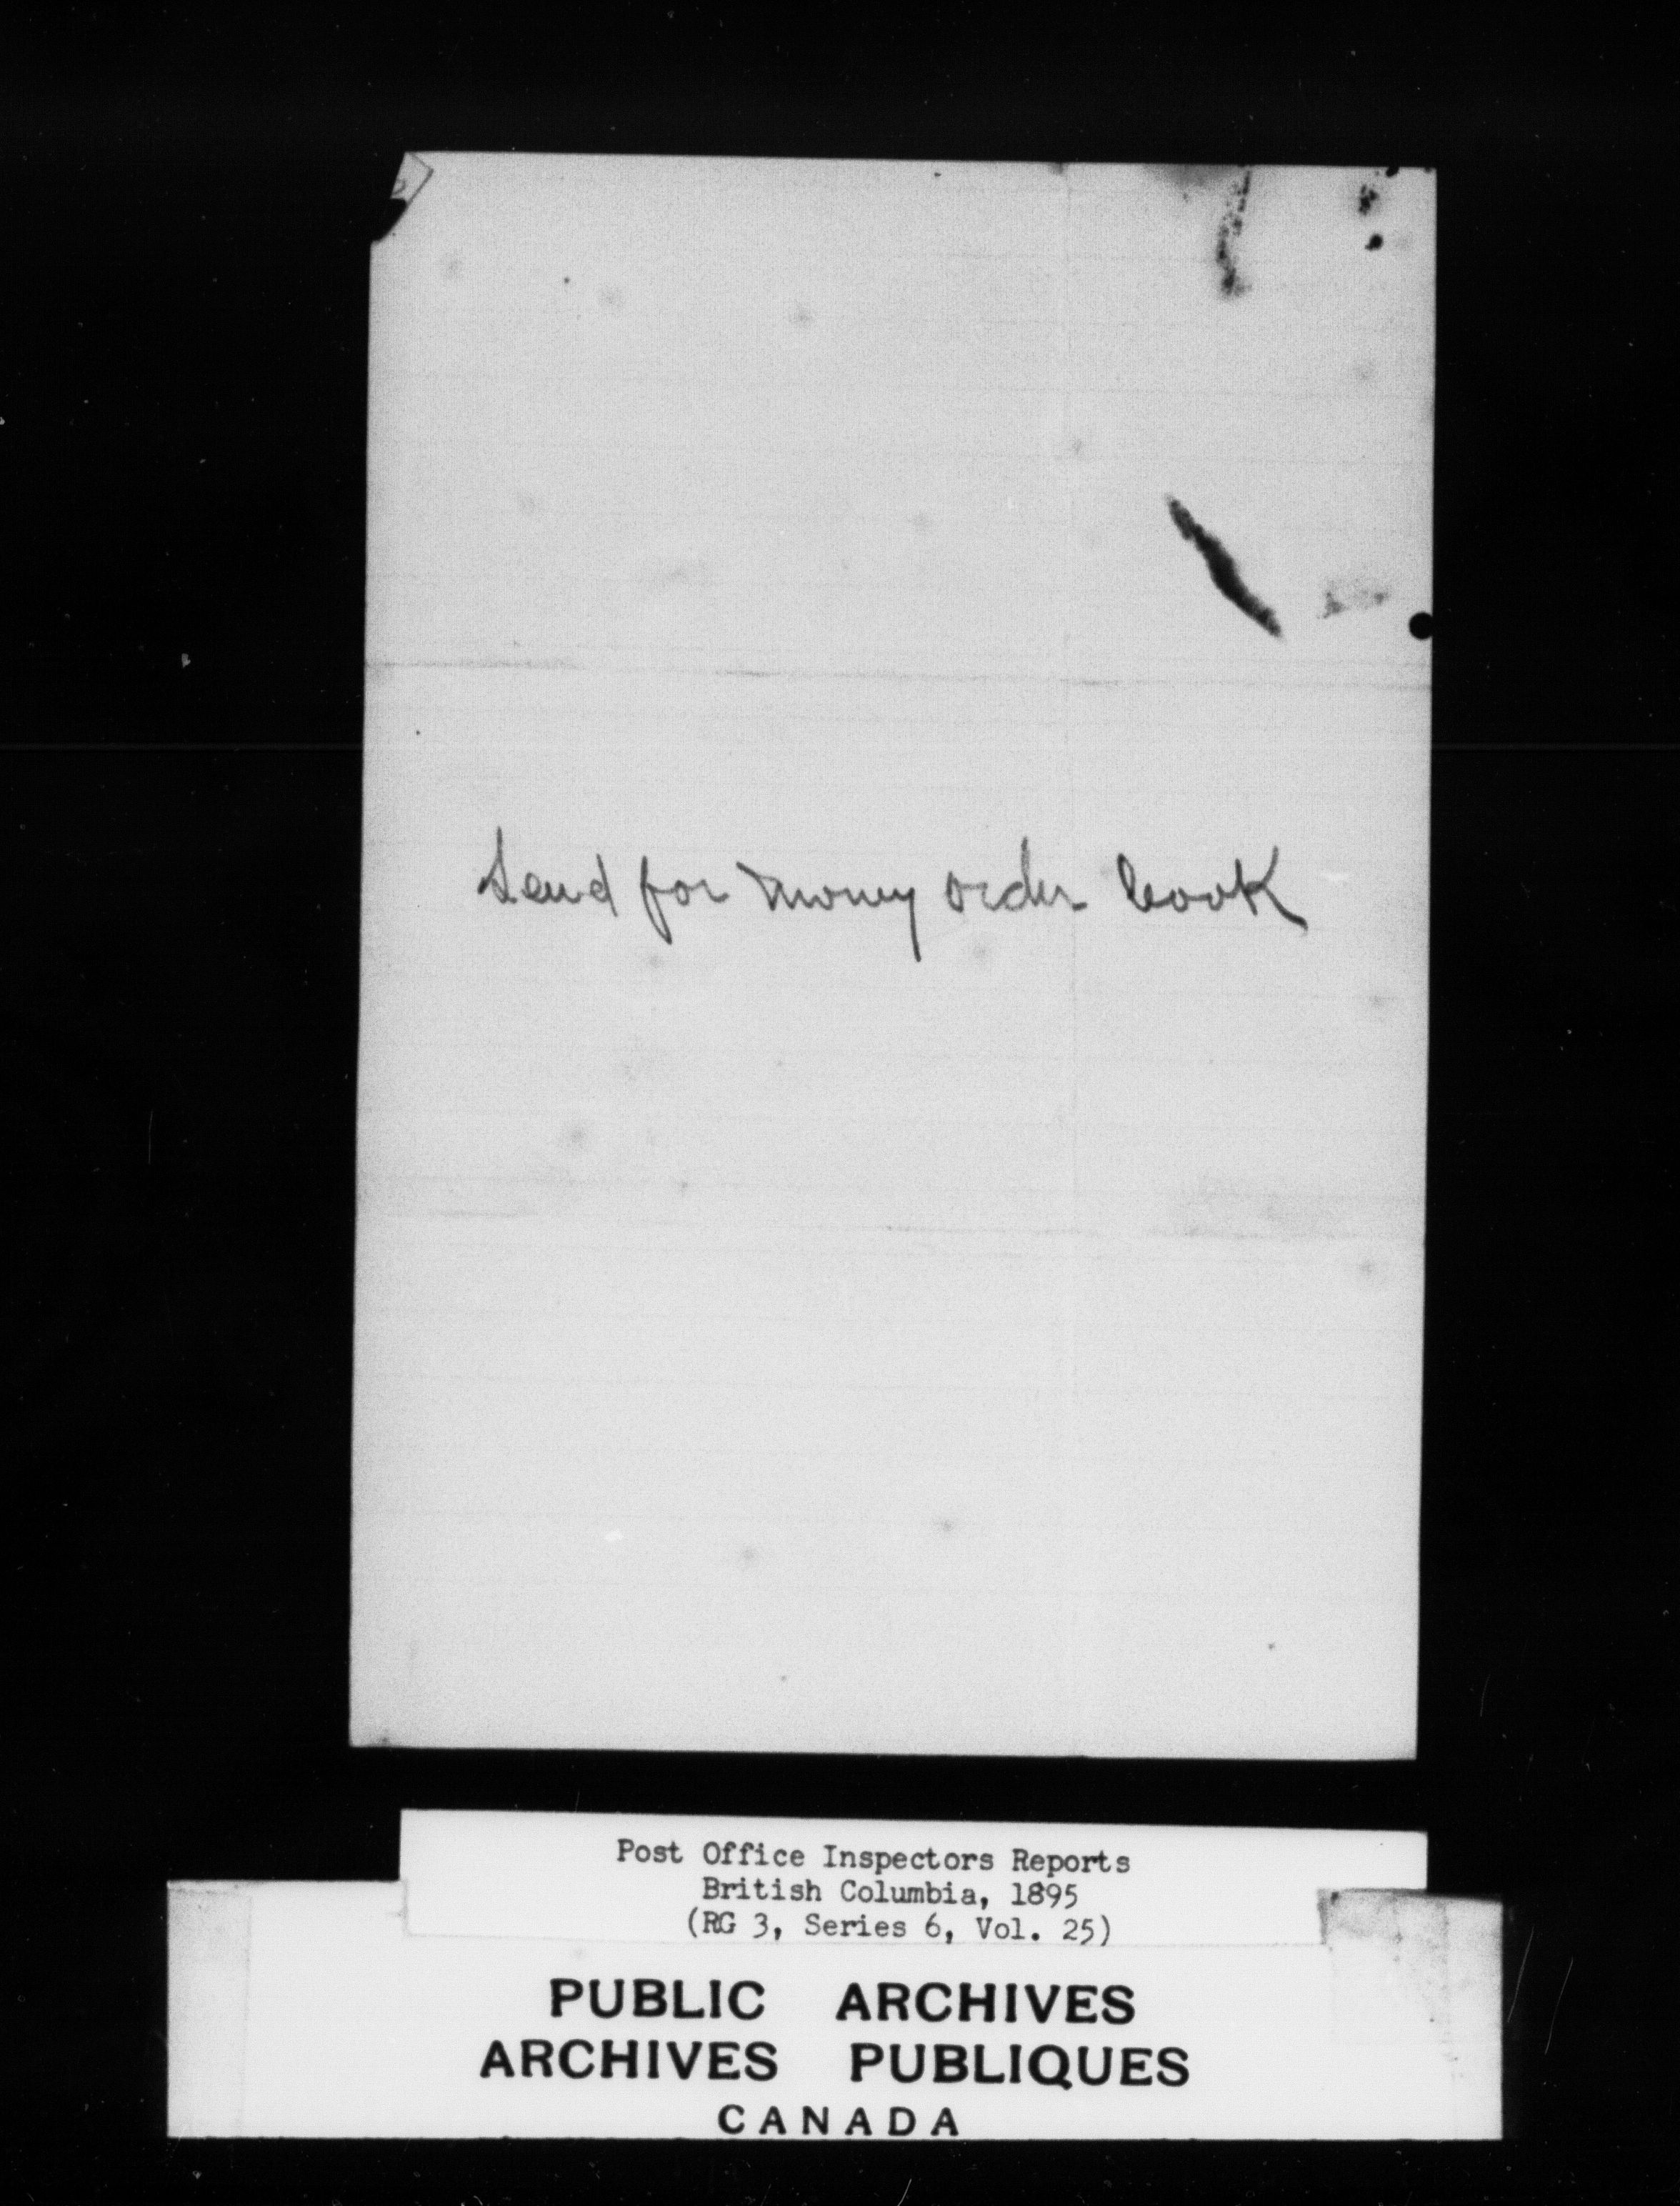 Send for money order book
Post Office Inspectors Reports
British Columbia, 1895
(RG 3, Series 6, Vol. 25)
PUBLIC ARCHIVES
ARCHIVES PUBLIQUES
CANADA